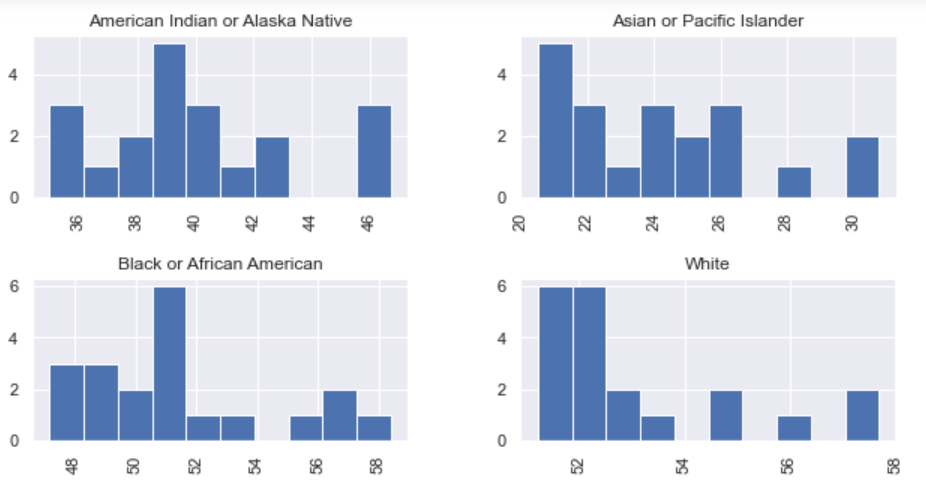 American Indian or Alaska Native
4
2
0
36 38 40 42 44 46
Asian or Pacific Islander
4
2
0
20 22 24 26 28 30
Black or African American
6
4
2
0
48 50 52 54 56 58
White
6
4
2
0
52 54 56 58